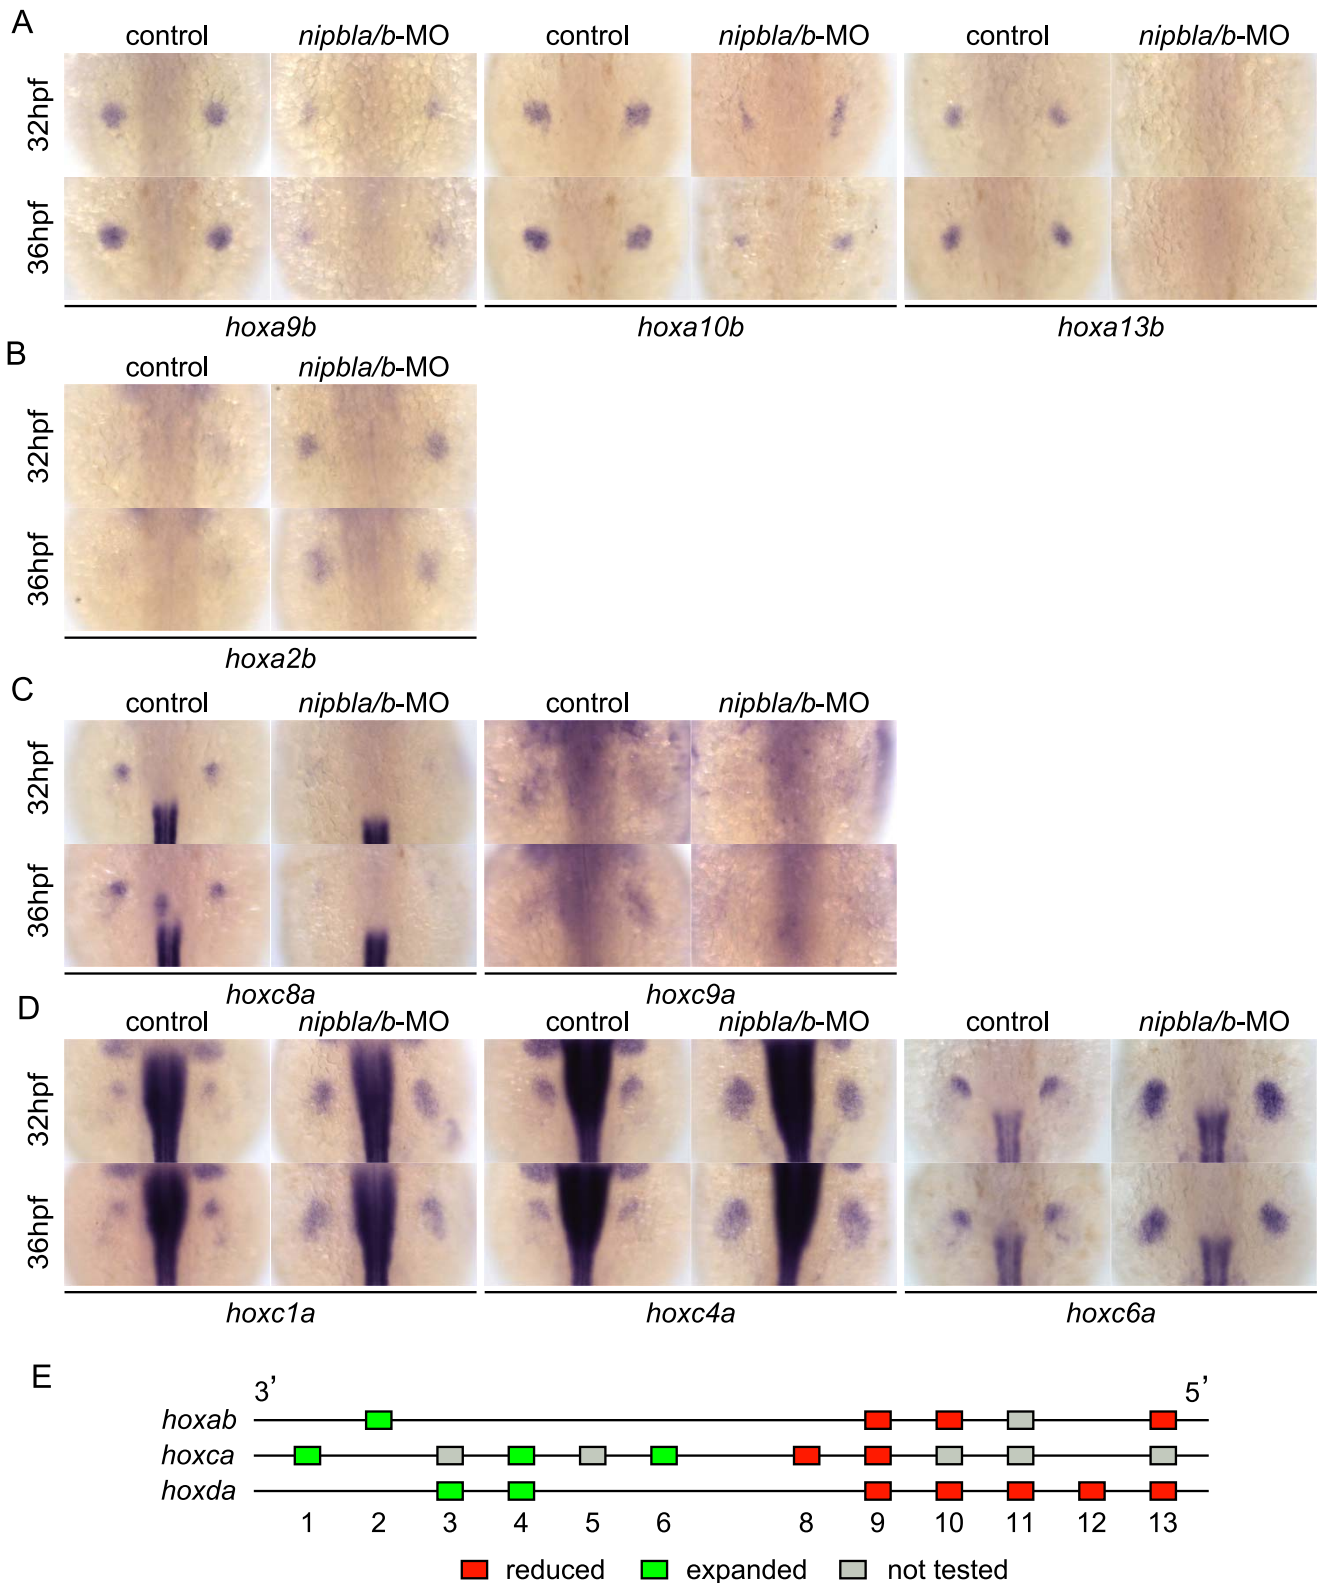 A
control nipbla/b-MO control nipbla/b-MO control nipbla/b-MO
32hpf
36hpf
hoxa9b hoxa10b hoxa13b
B
control nipbla/b-MO
32hpf
36hpf
hoxa2b
C
control nipbla/b-MO control nipbla/b-MO
32hpf
36hpf
hoxc8a hoxc9a
D
control nipbla/b-MO control nipbla/b-MO control nipbla/b-MO
32hpf
36hpf
hoxc1a hoxc4a hoxc6a
E
3’ 5’
hoxab
hoxca
hoxda
1 2 3 4 5 6 8 9 10 11 12 13
reduced expanded not tested